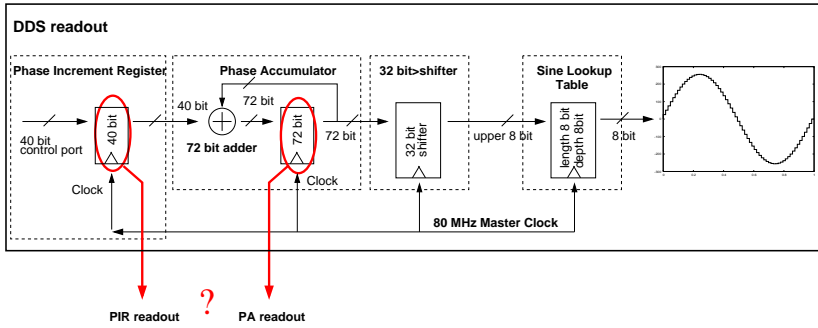 DDS readout
Phase Increment Register
Phase Accumulator
32 bit>shifter
Sine Lookup
Table
72 bit
40 bit
72 bit
40 bit
control port
40 bit
72 bit adder
72 bit
72 bit
32 bit
shifter
upper 8 bit
length 8 bit
depth 8bit
8 bit
Clock
Clock
80 MHz Master Clock
PIR readout
?
PA readout